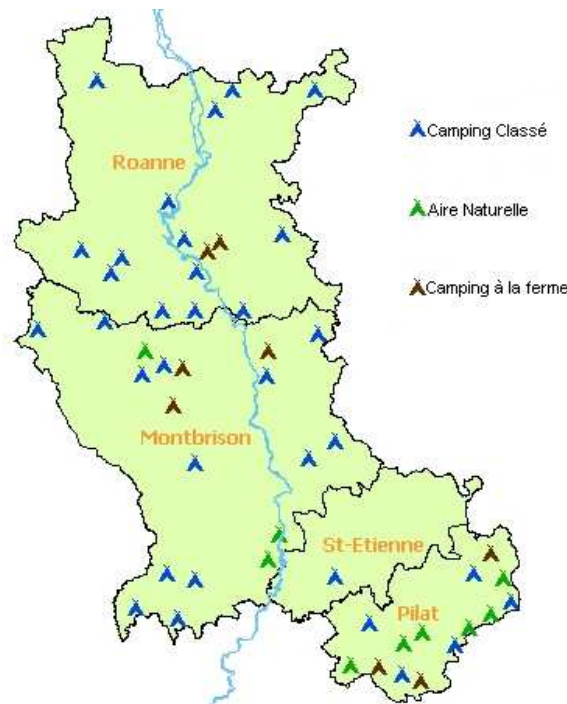 Roanne
Camping Classé
Aire Naturelle
Camping à la ferme
Montbrison
St-Etienne
Pilat